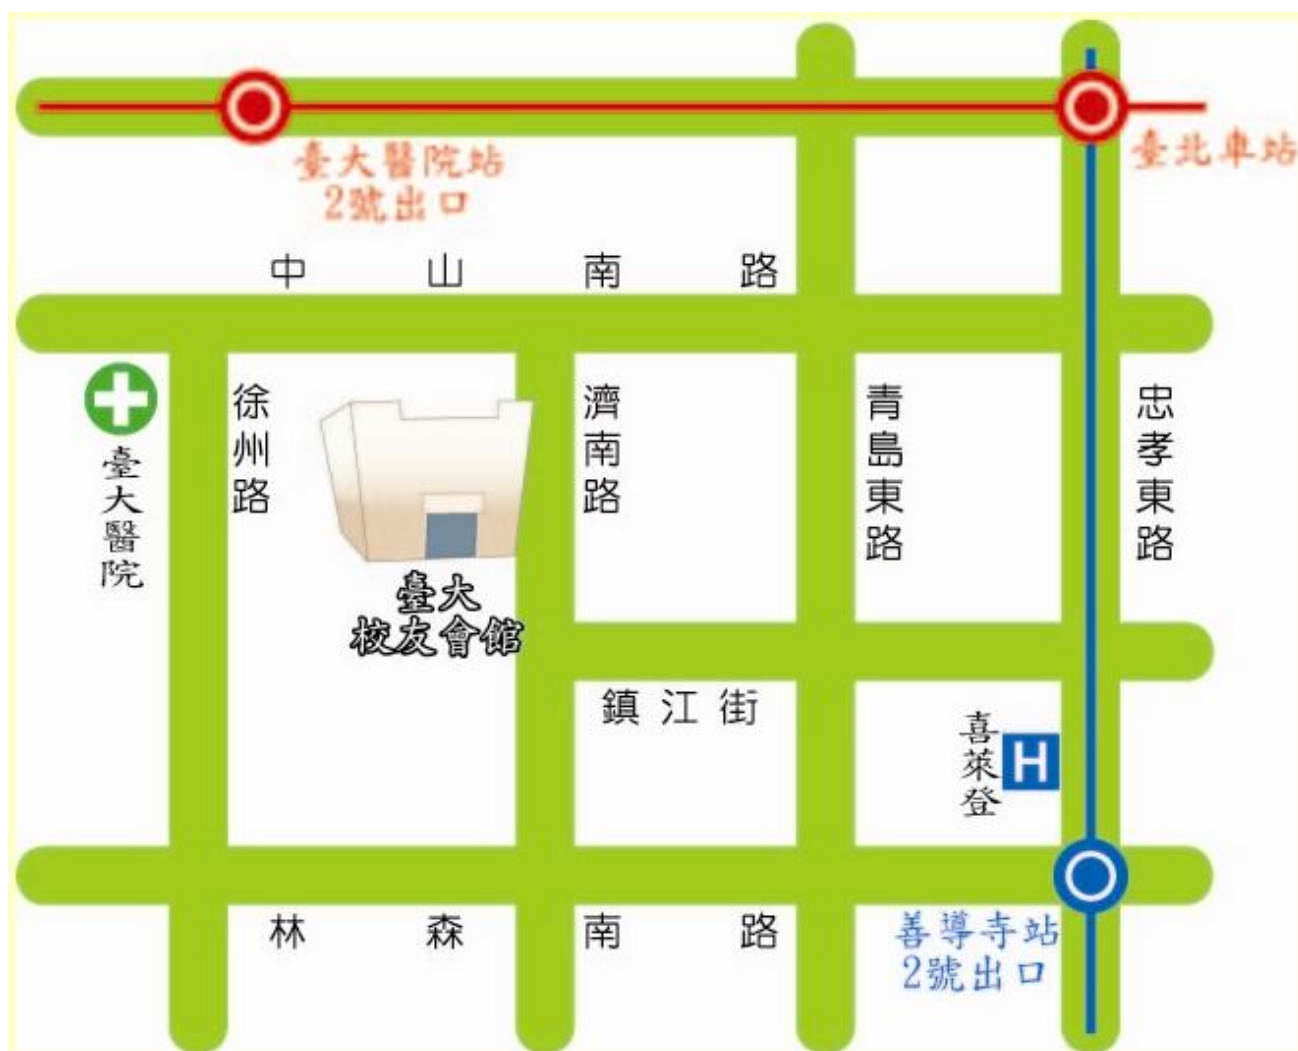 臺大醫院站
2號出口
臺北車站
中山南路
徐州路
濟南路
青島東路
忠孝東路
臺大醫院
臺大
校友會館
鎮江街
喜萊登
H
林森南路
善導寺站
2號出口